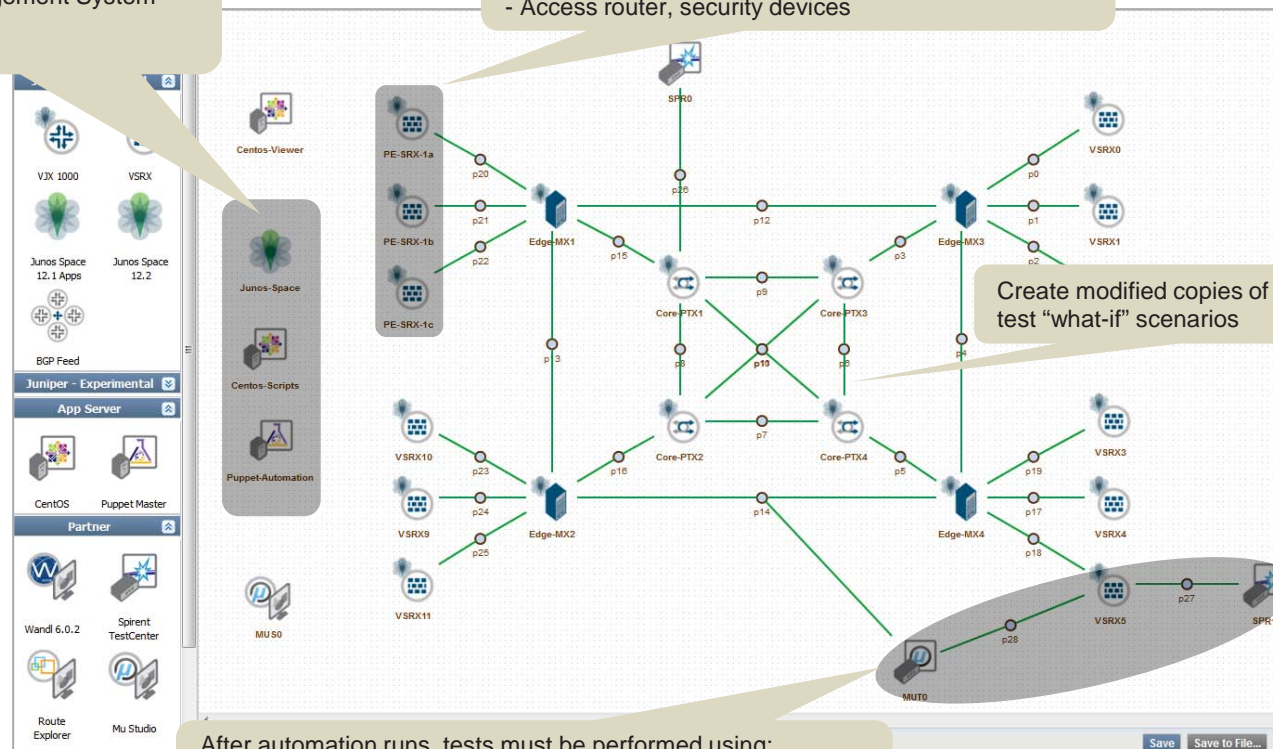 gement System
- Access router, security devices
VJX 1000
VSRX
Junos Space
12.1 Apps
Junos Space
12.2
BGP Feed
Juniper - Experimental
App Server
CentOS
Puppet Master
Partner
Wandl 6.0.2
Spirent
TestCenter
Route
Explorer
Mu Studio
Centos-Viewer
Junos-Space
Centos-Scripts
Puppet-Automation
MUS0
PE-SRX-1a
PE-SRX-1b
PE-SRX-1c
p20
p21
p22
SPR0
p26
Edge-MX1
p15
p12
Edge-MX3
p3
p0
p1
p2
VSRX0
VSRX1
Core-PTX1
p9
Core-PTX3
Create modified copies of
test “what-if” scenarios
p13
p8
p10
p6
p4
VSRX10
VSRX9
VSRX11
p23
p24
p25
Edge-MX2
p16
Core-PTX2
p7
Core-PTX4
p5
p14
Edge-MX4
p19
p17
p18
VSRX3
VSRX4
VSRX5
p27
SPR
p28
MUT0
After automation runs, tests must be performed using:
Save
Save to File...